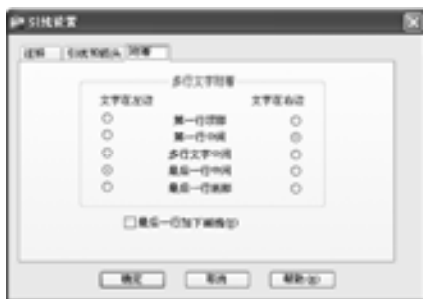 引线设置
注释 引线和箭头 附着
多行文字附着
文字在左边 文字在右边
第一行顶部
第一行中间
多行文字中间
最后一行中间
最后一行底部
最后一行加下划线(U)
确定 取消 帮助(H)